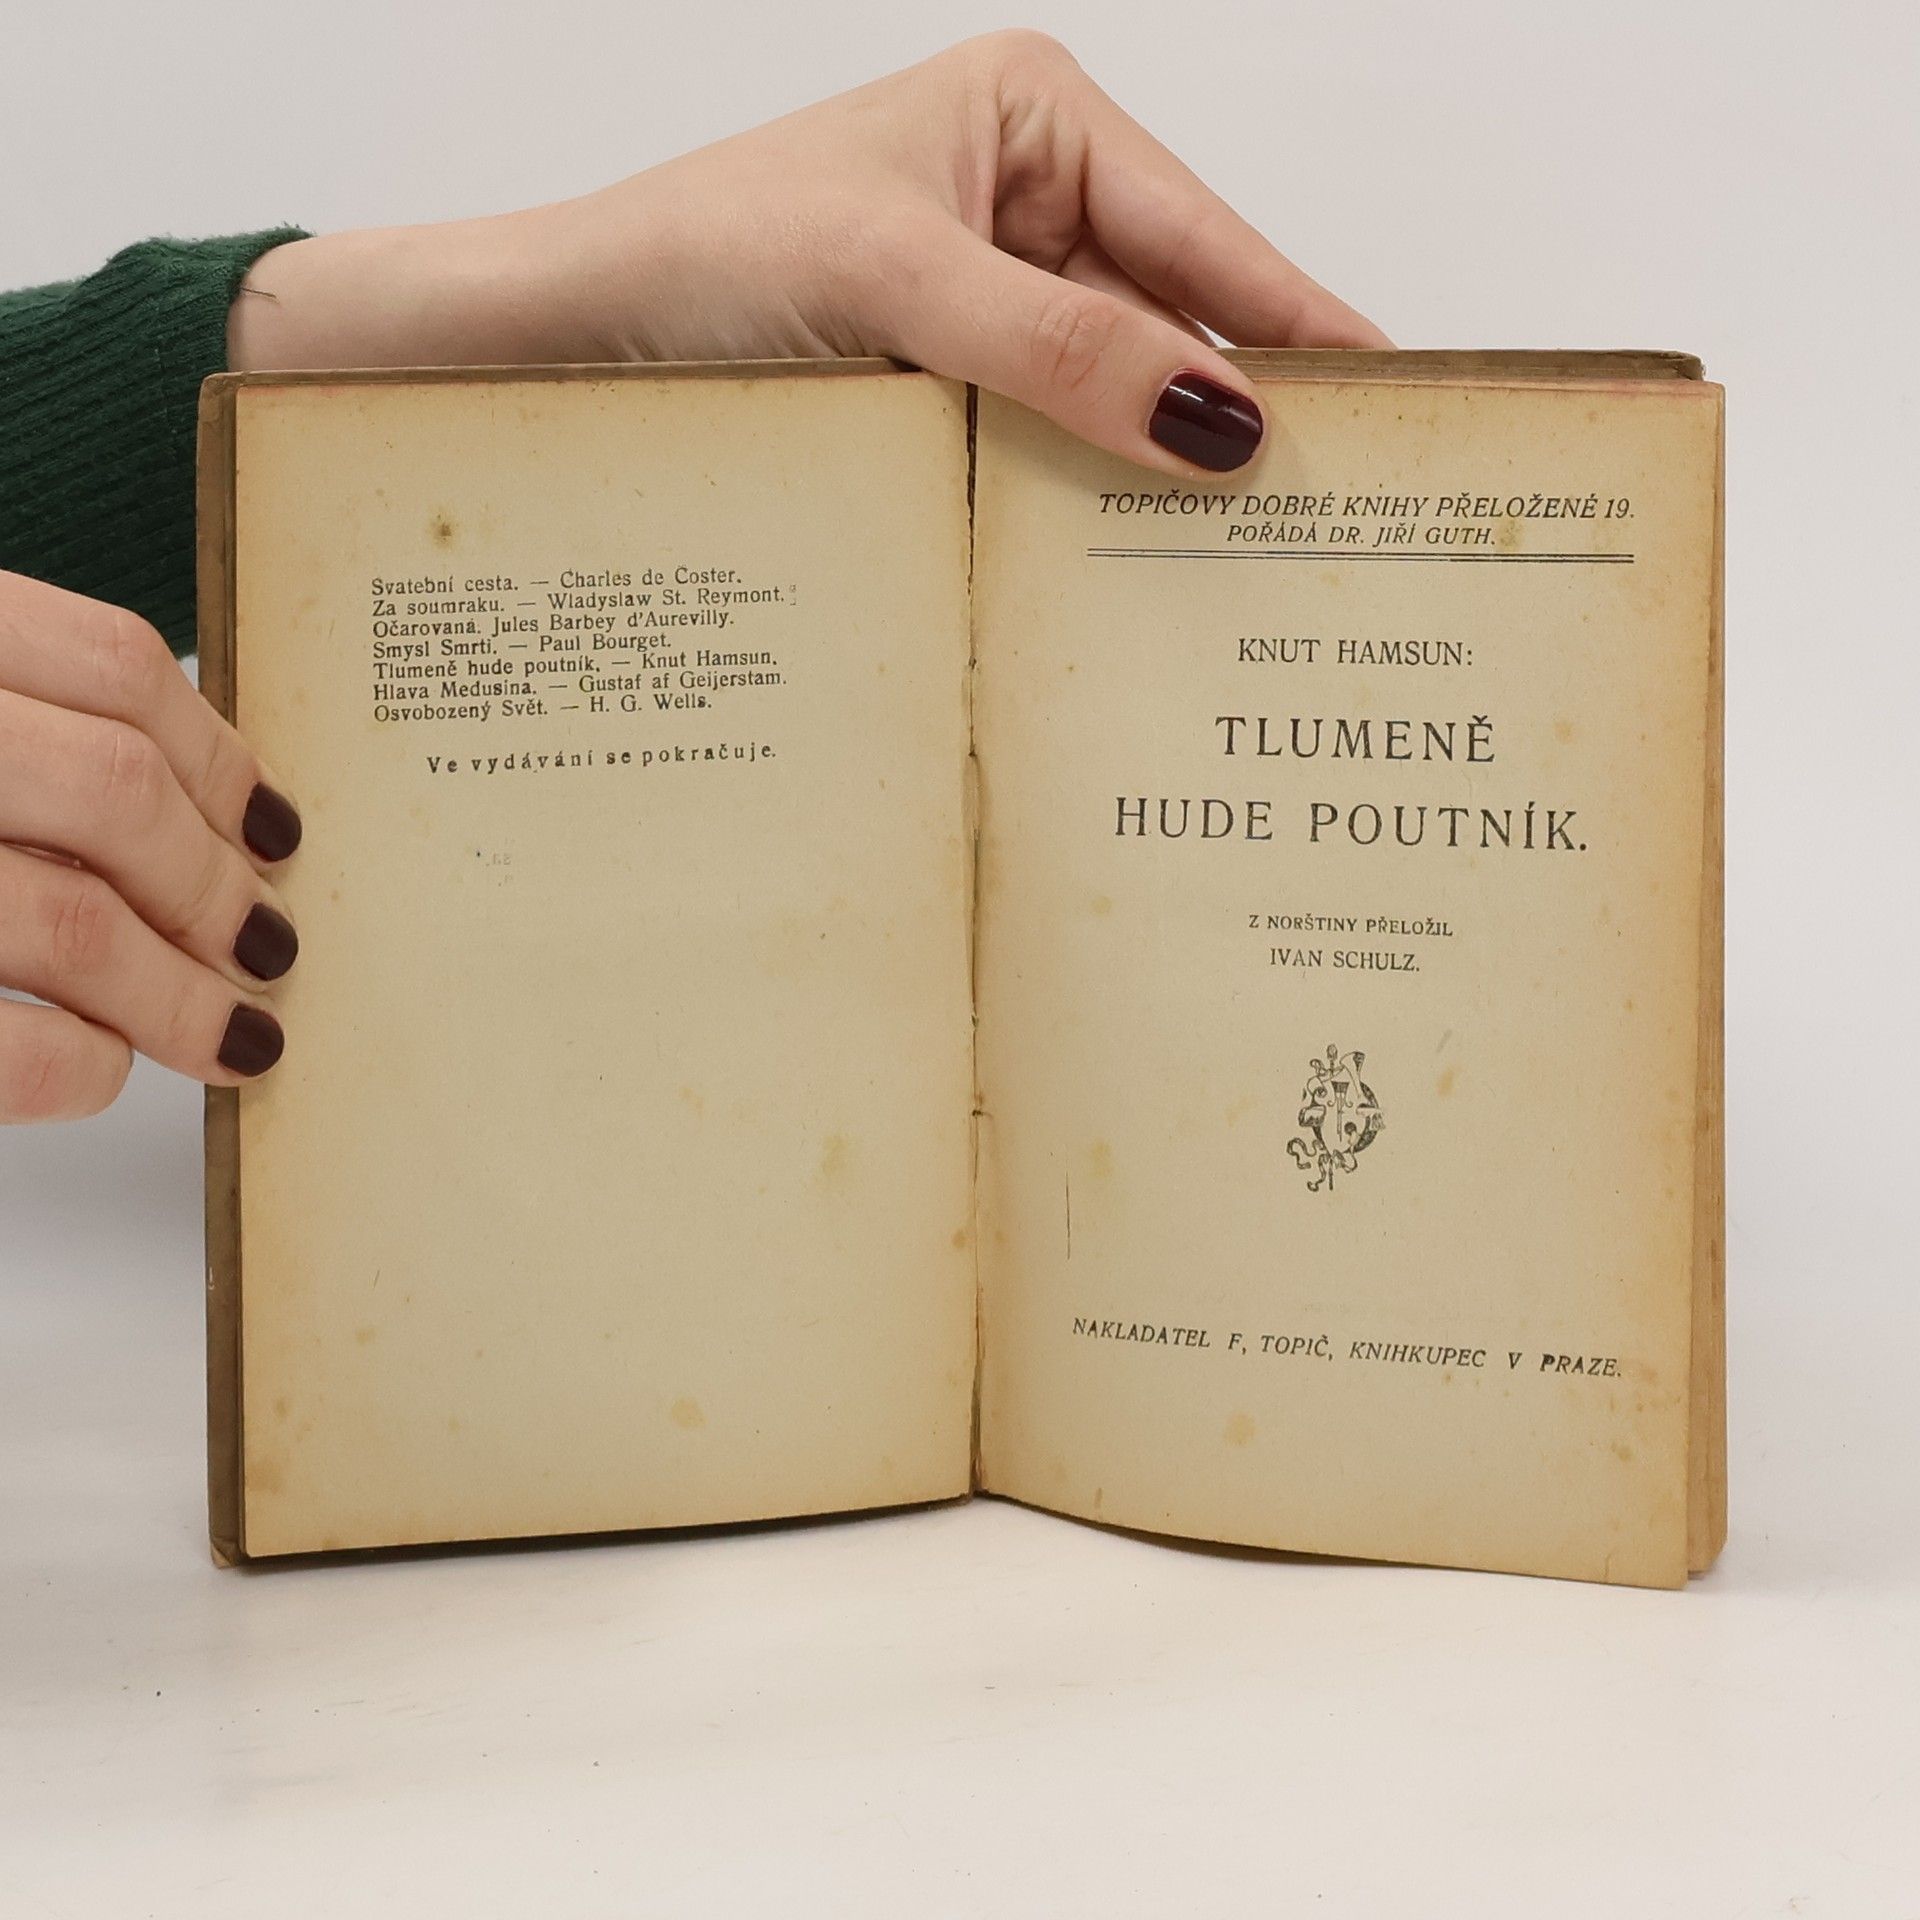 Svatební cesta. — Charles de Coster.
Za soumraku. — Wladyslaw St. Reymont.
Očarovaná. Jules Barbey d'Aurevilly.
Smysl Smrti. — Paul Bourget.
Tlumeně hude poutník. — Knut Hamsun.
Hlava Medusina. — Gustaf af Geijerstam.
Osvobozený Svět. — H. G. Wells.
Ve vydávání se pokračuje.
TOPIČOVY DOBRÉ KNIHY PŘELOŽENÉ 19.
POŘÁDÁ DR. JIŘÍ GUTH.
KNUT HAMSUN:
TLUMENĚ
HUDE POUTNÍK.
Z NORŠTINY PŘELOŽIL
IVAN SCHULZ.
NAKLADATEL F, TOPIČ, KNIHKUPEC V PRAZE.